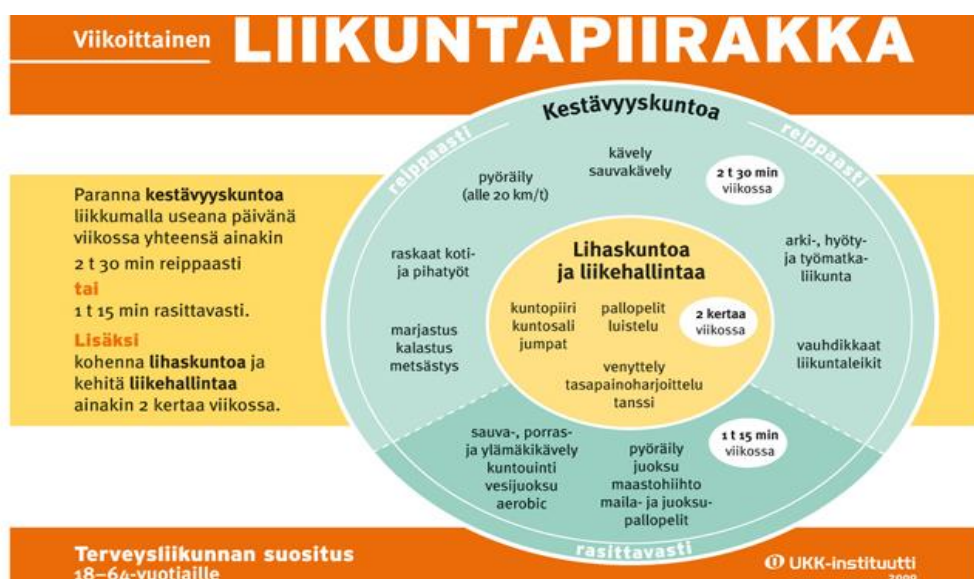 Viikoittainen LIIKUNTAPIIRAKKA
Paranna kestävyyskuntoa
liikkumalla useana päivänä
viikossa yhteensä ainakin
2 t 30 min reippaasti
tai
1 t 15 min rasittavasti.
Lisäksi
kohenna lihaskuntoa ja
kehitä liikehallintaa
ainakin 2 kertaa viikossa.
Kestävyyskuntoa
reippaasti
reippaasti
kävely
sauvakävely
2 t 30 min
viikossa
pyöräily
(alle 20 km/t)
raskaat koti-
ja pihatyöt
arki-, hyöty-
ja työmatka-
liikunta
marjastus
kalastus
metsästys
vauhdikkaat
liikuntaleikit
Lihaskuntoa
ja liikehallintaa
kuntopiiri
kuntosali
jumpat
pallopelit
luistelu
2 kertaa
viikossa
venyttely
tasapainoharjoittelu
tanssi
sauva-, porras-
ja ylämäkikävely
kuntouinti
vesijuoksu
aerobic
pyöräily
juoksu
maastohiihto
maila- ja juoksu-
pallopelit
1 t 15 min
viikossa
rasittavasti
Terveysliikunnan suositus
18–64-vuotiaille
UKK-instituutti
2009